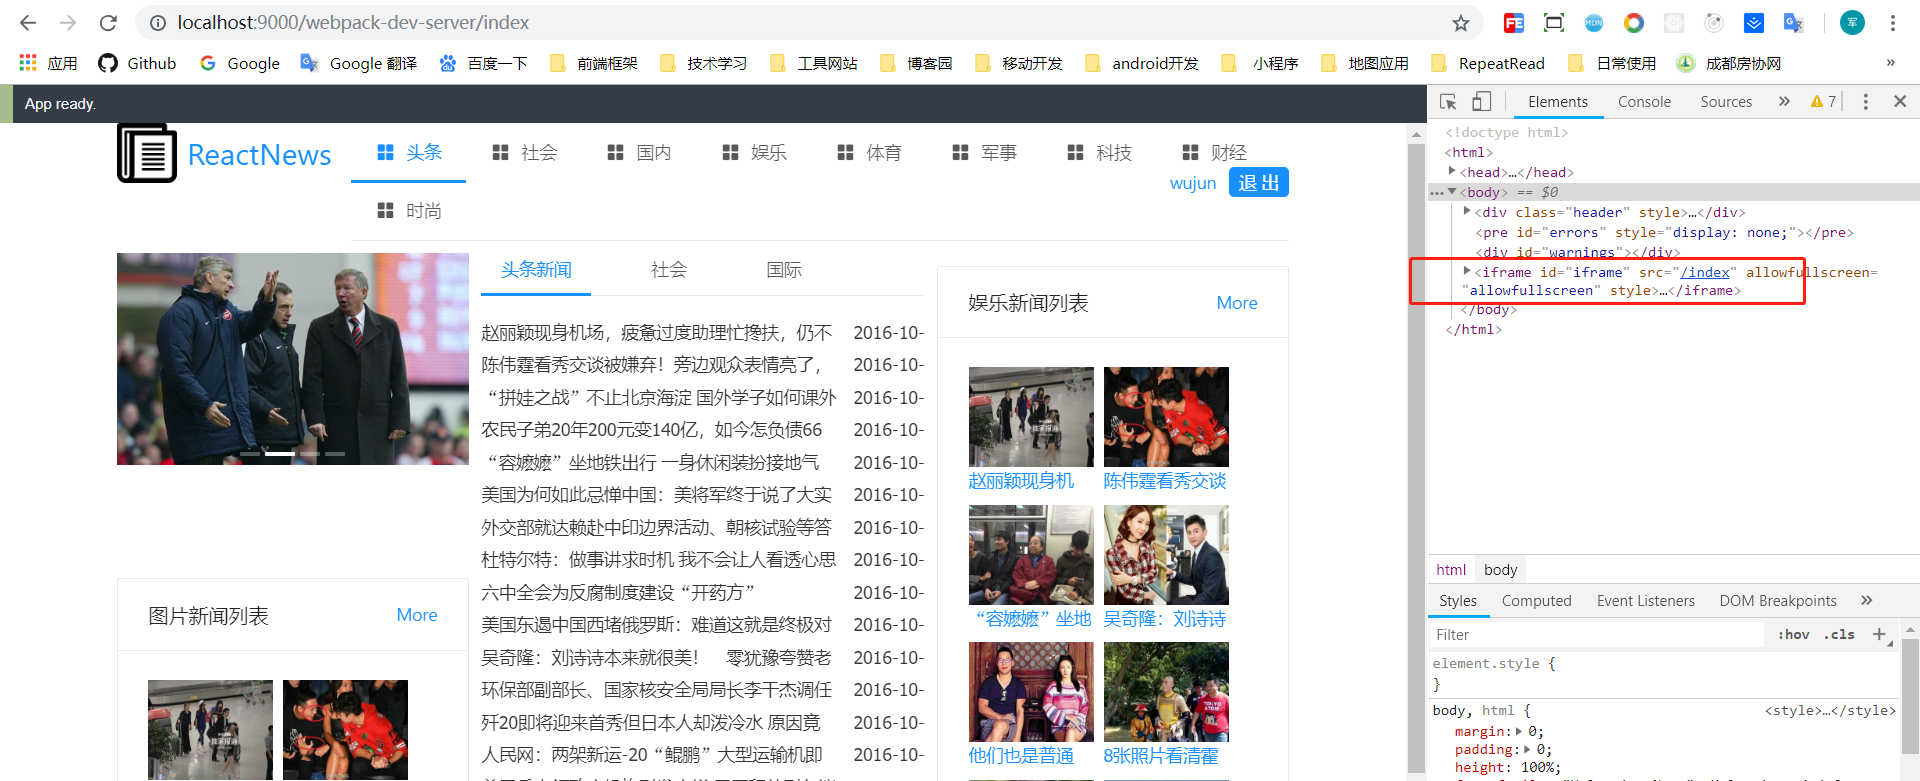 localhost:9000/webpack-dev-server/index
应用 Github Google Google 翻译 百度一下 前端框架 技术学习 工具网站 博客园 移动开发 android开发 小程序 地图应用 RepeatRead 日常使用 成都房协网 »
App ready.
ReactNews 头条 社会 国内 娱乐 体育 军事 科技 财经
wujun 退出
时尚
头条新闻 社会 国际
赵丽颖现身机场，疲惫过度助理忙搀扶，仍不 2016-10-
陈伟霆看秀交谈被嫌弃！旁边观众表情亮了， 2016-10-
“拼娃之战”不止北京海淀 国外学子如何课外 2016-10-
农民子弟20年200元变140亿，如今怎负债66 2016-10-
“容嬷嬷”坐地铁出行 一身休闲装扮接地气 2016-10-
美国为何如此忌惮中国：美将军终于说了大实 2016-10-
外交部就达赖赴中印边界活动、朝核试验等答 2016-10-
杜特尔特：做事讲求时机 我不会让人看透心思 2016-10-
六中全会为反腐制度建设“开药方” 2016-10-
美国东遏中国西堵俄罗斯：难道这就是终极对 2016-10-
吴奇隆：刘诗诗本来就很美！ 零犹豫夸赞老 2016-10-
环保部副部长、国家核安全局局长李干杰调任 2016-10-
歼20即将迎来首秀但日本人却泼冷水 原因竟 2016-10-
人民网：两架新运-20“鲲鹏”大型运输机即 2016-10-
图片新闻列表 More
娱乐新闻列表 More
赵丽颖现身机 陈伟霆看秀交谈
“容嬷嬷”坐地 吴奇隆：刘诗诗
他们也是普通 8张照片看清霍
Elements Console Sources » 7
<!doctype html>
<html>
<head>…</head>
<body> == $0
<div class="header" style>…</div>
<pre id="errors" style="display: none;"></pre>
<div id="warnings"></div>
<iframe id="iframe" src="/index" allowfullscreen=
"allowfullscreen" style>…</iframe>
</body>
</html>
html body
Styles Computed Event Listeners DOM Breakpoints »
Filter :hov .cls +
element.style {
}
body, html { <style>…</style>
margin: 0;
padding: 0;
height: 100%;